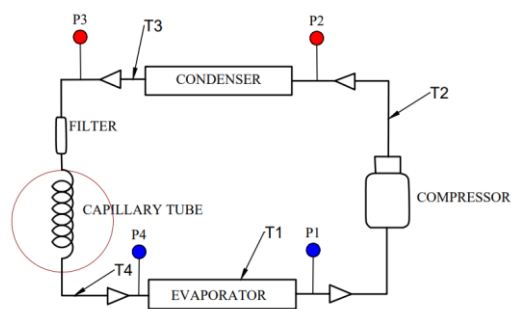 P3
T3
P2
CONDENSER
T2
FILTER
CAPILLARY TUBE
COMPRESSOR
P4
T1
P1
T4
EVAPORATOR